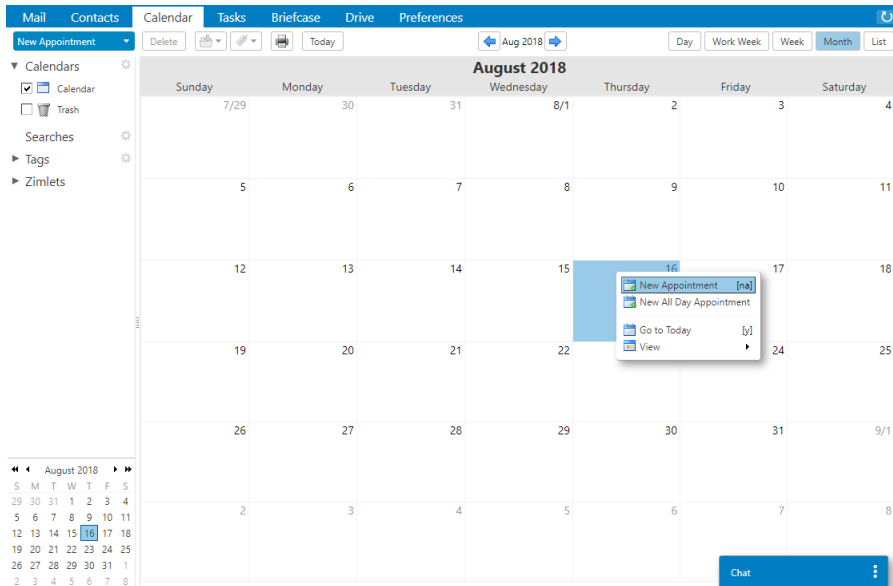 Mail Contacts Calendar Tasks Briefcase Drive Preferences
New Appointment Delete Today Aug 2018 Day Work Week Week Month List
Calendars
Calendar
Trash
Searches
Tags
Zimlets
August 2018
Sunday Monday Tuesday Wednesday Thursday Friday Saturday
7/29 30 31 8/1 2 3 4
5 6 7 8 9 10 11
12 13 14 15 16 17 18
New Appointment [na]
New All Day Appointment
Go to Today [y]
View
19 20 21 22 24 25
26 27 28 29 30 31 9/1
2 3 4 5 6 7 8
August 2018
S M T W T F S
29 30 31 1 2 3 4
5 6 7 8 9 10 11
12 13 14 15 16 17 18
19 20 21 22 23 24 25
26 27 28 29 30 31 1
2 3 4 5 6 7 8
Chat